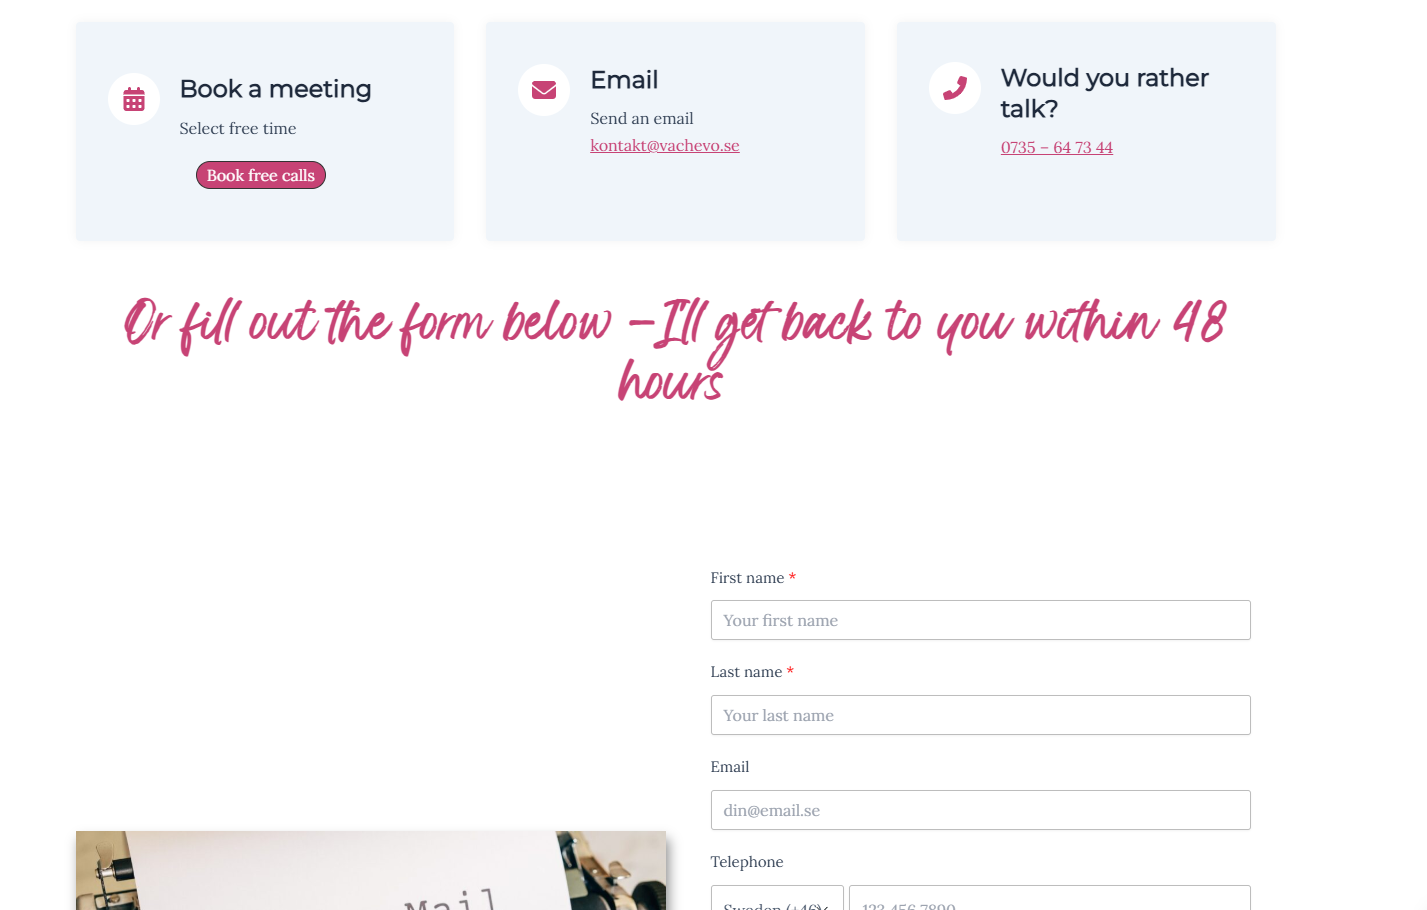 Book a meeting
Select free time
Book free calls
Email
Send an email
kontakt@vachevo.se
Would you rather
talk?
0735 – 64 73 44
Or fill out the form below – I'll get back to you within 48
hours
First name *
Your first name
Last name *
Your last name
Email
din@email.se
Telephone
Sweden (+46)
123 456 7890
Mail